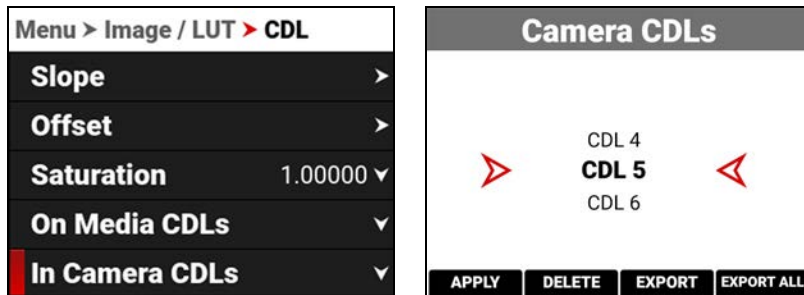 Menu > Image / LUT > CDL
Slope >
Offset >
Saturation 1.00000
On Media CDLs
In Camera CDLs
Camera CDLs
CDL 4
CDL 5
CDL 6
APPLY DELETE EXPORT EXPORT ALL